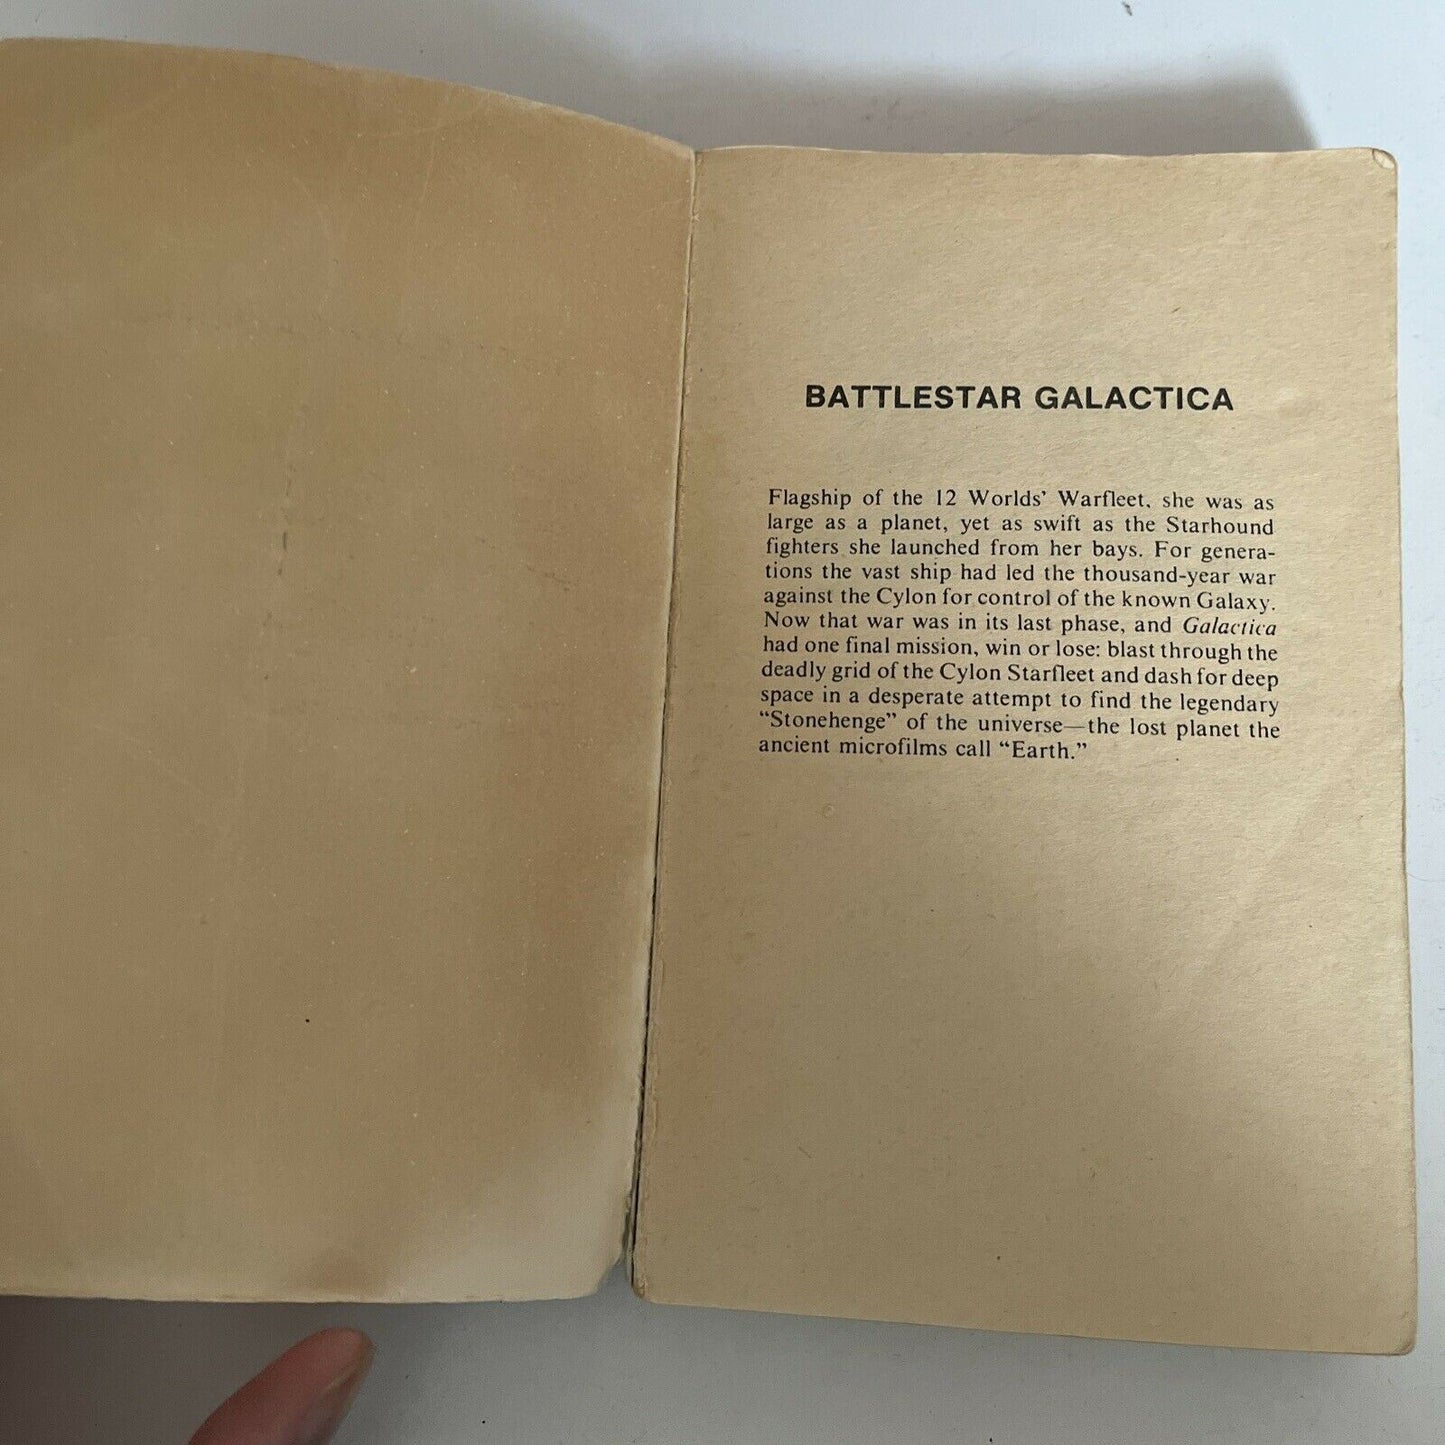 BATTLESTAR GALACTICA
Flagship of the 12 Worlds' Warfleet, she was as
large as a planet, yet as swift as the Starhound
fighters she launched from her bays. For genera-
tions the vast ship had led the thousand-year war
against the Cylon for control of the known Galaxy.
Now that war was in its last phase, and Galactica
had one final mission, win or lose: blast through the
deadly grid of the Cylon Starfleet and dash for deep
space in a desperate attempt to find the legendary
“Stonehenge” of the universe—the lost planet the
ancient microfilms call “Earth.”